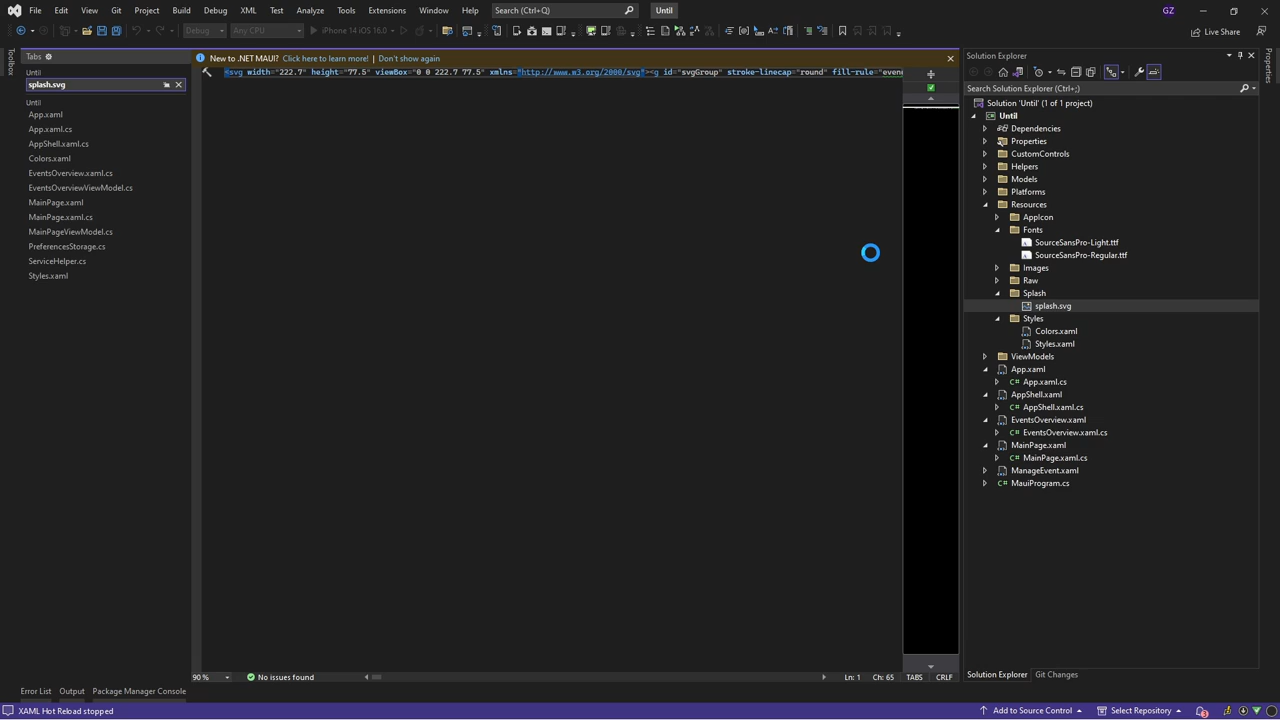 File Edit View Git Project Build Debug XML Test Analyze Tools Extensions Window Help Search (Ctrl+Q) Until GZ
Debug Any CPU iPhone 14 iOS 16.0 Live Share
Toolbox
Tabs
Until
splash.svg
Until
App.xaml
App.xaml.cs
AppShell.xaml.cs
Colors.xaml
EventsOverview.xaml.cs
EventsOverviewViewModel.cs
MainPage.xaml
MainPage.xaml.cs
MainPageViewModel.cs
PreferencesStorage.cs
ServiceHelper.cs
Styles.xaml
New to .NET MAUI? Click here to learn more! | Don't show again
<svg width="222.7" height="77.5" viewBox="0 0 222.7 77.5" xmlns="http://www.w3.org/2000/svg"><g id="svgGroup" stroke-linecap="round" fill-rule="even
90 % No issues found Ln: 1 Ch: 65 TABS CRLF
Solution Explorer
Search Solution Explorer (Ctrl+;)
Solution 'Until' (1 of 1 project)
Until
Dependencies
Properties
CustomControls
Helpers
Models
Platforms
Resources
AppIcon
Fonts
SourceSansPro-Light.ttf
SourceSansPro-Regular.ttf
Images
Raw
Splash
splash.svg
Styles
Colors.xaml
Styles.xaml
ViewModels
App.xaml
C# App.xaml.cs
AppShell.xaml
C# AppShell.xaml.cs
EventsOverview.xaml
C# EventsOverview.xaml.cs
MainPage.xaml
C# MainPage.xaml.cs
ManageEvent.xaml
C# MauiProgram.cs
Solution Explorer Git Changes
Properties
Error List Output Package Manager Console
XAML Hot Reload stopped Add to Source Control Select Repository 3